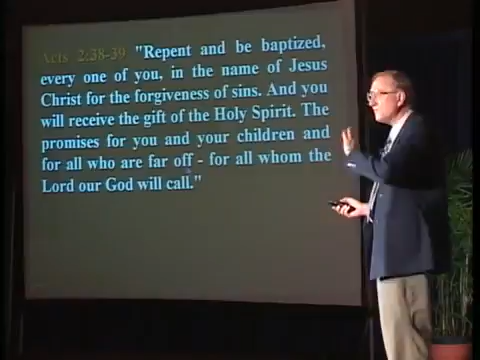 Acts 2:38-39 "Repent and be baptized,
every one of you, in the name of Jesus
Christ for the forgiveness of sins. And you
will receive the gift of the Holy Spirit. The
promises for you and your children and
for all who are far off - for all whom the
Lord our God will call."